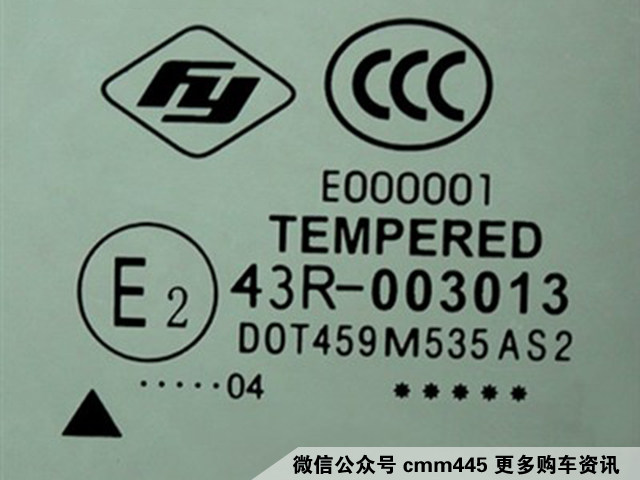 fy
CCC
E000001
TEMPERED
E2
43R-003013
DOT459M535AS2
·····04
*****
微信公众号 cmm445 更多购车资讯